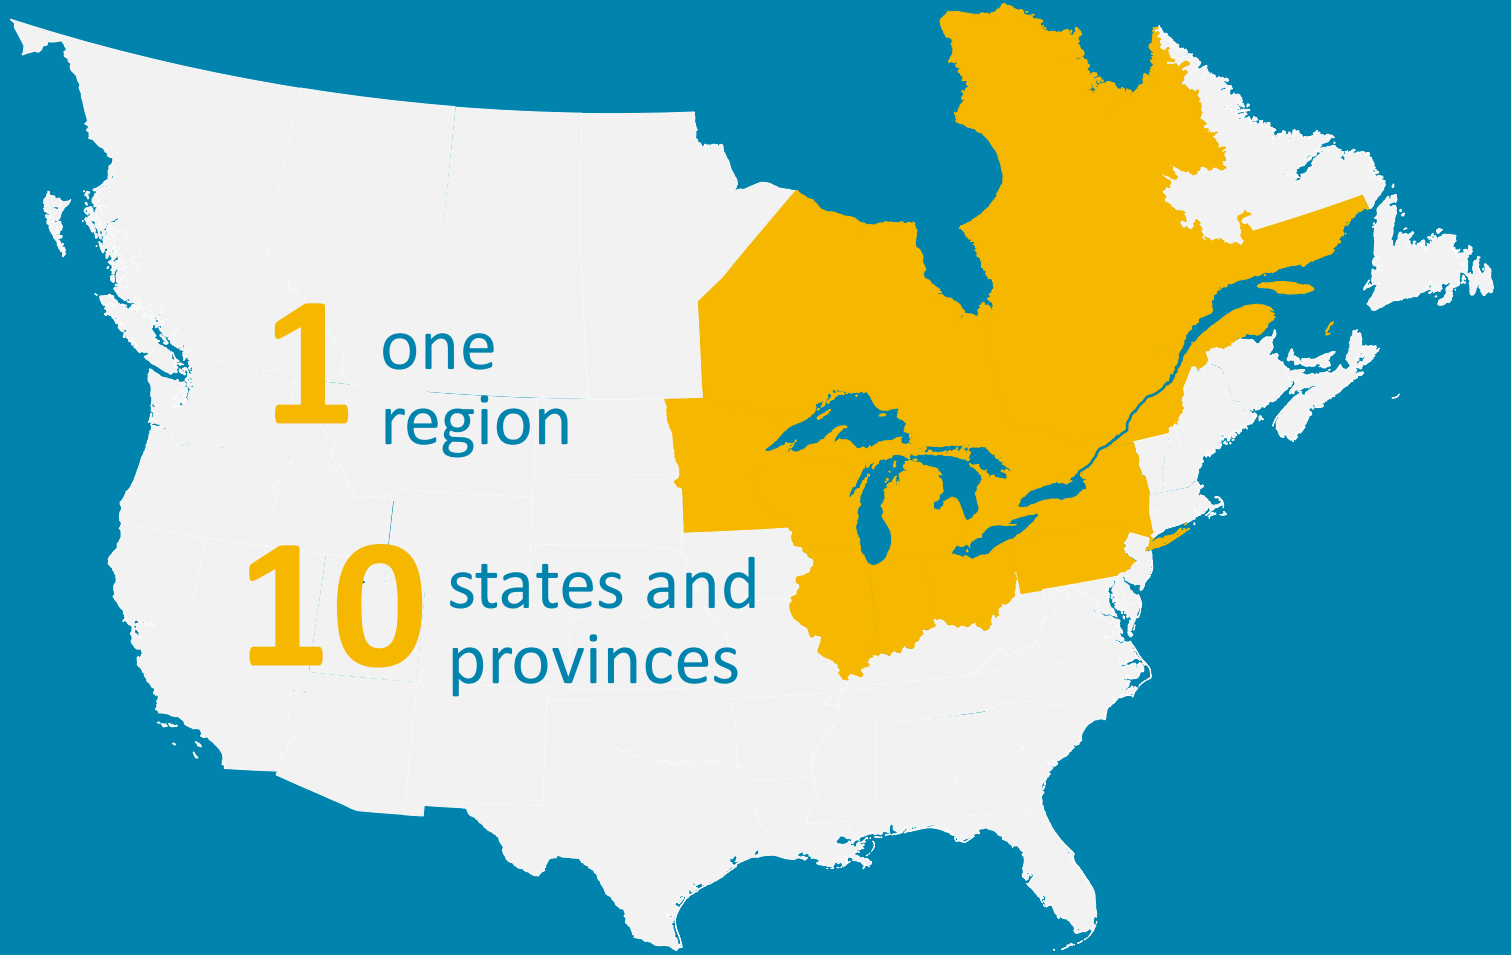 1 one
region
10 states and
provinces